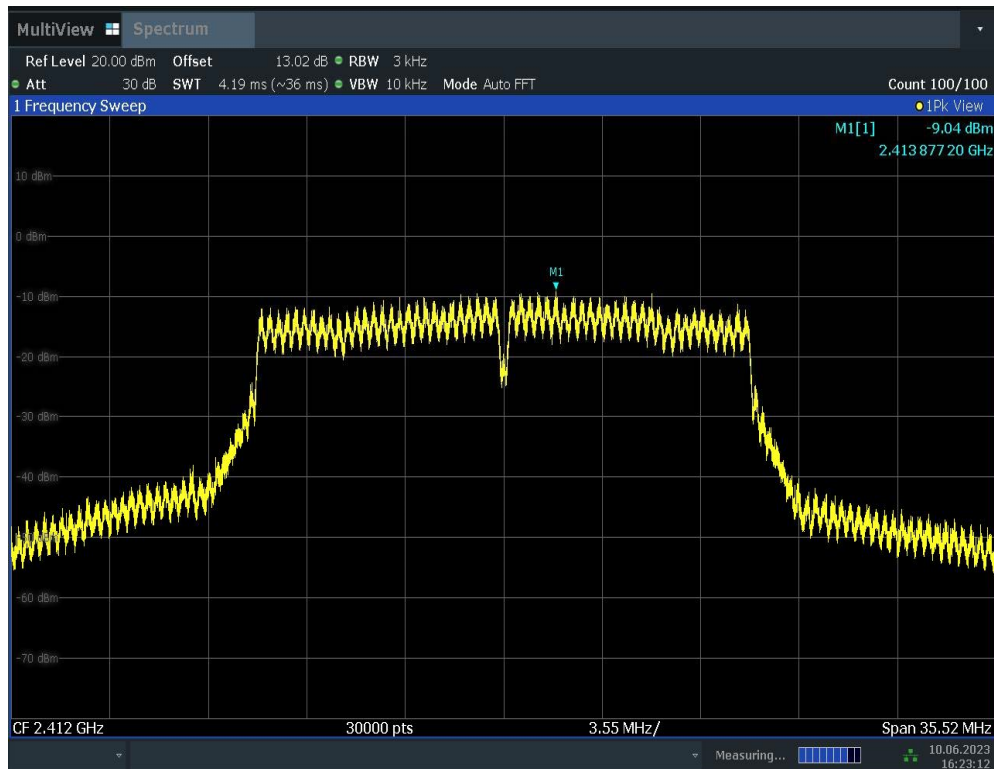 MultiView Spectrum
Ref Level 20.00 dBm Offset 13.02 dB RBW 3 kHz
Att 30 dB SWT 4.19 ms (~36 ms) VBW 10 kHz Mode Auto FFT Count 100/100
1 Frequency Sweep 1Pk View
M1[1] -9.04 dBm
2.413 877 20 GHz
10 dBm
0 dBm
M1
-10 dBm
-20 dBm
-30 dBm
-40 dBm
-60 dBm
-70 dBm
CF 2.412 GHz 30000 pts 3.55 MHz/ Span 35.52 MHz
Measuring... 10.06.2023
16:23:12